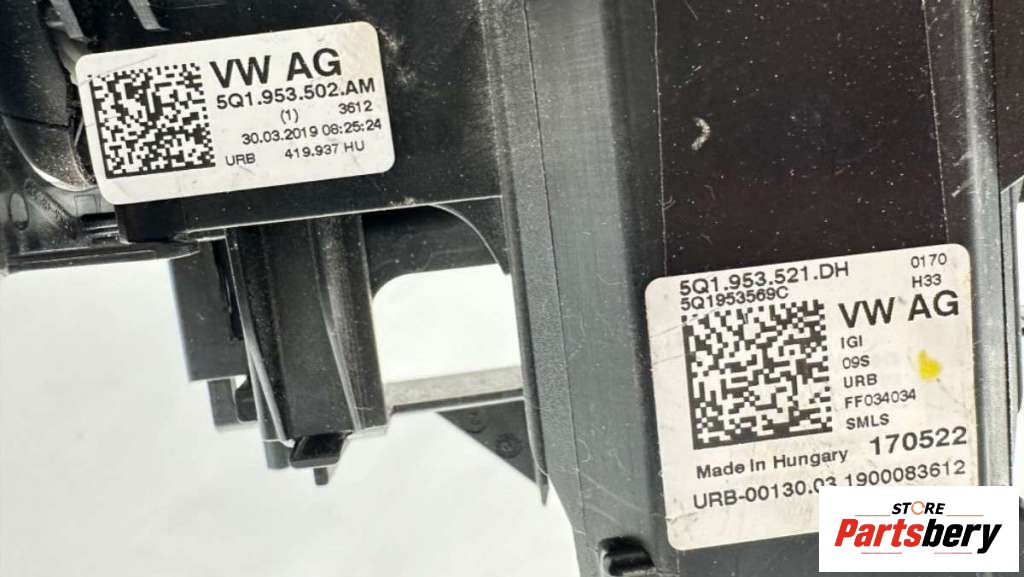 VW AG
5Q1.953.502.AM
(1) 3612
30.03.2019 08:25:24
URB 419.937 HU
5Q1.953.521.DH 0170
5Q1953569C H33
VW AG
IGI
09S
URB
FF034034
SMLS
Made In Hungary 170522
URB-00130.03.1900083612
STORE
Partsbery